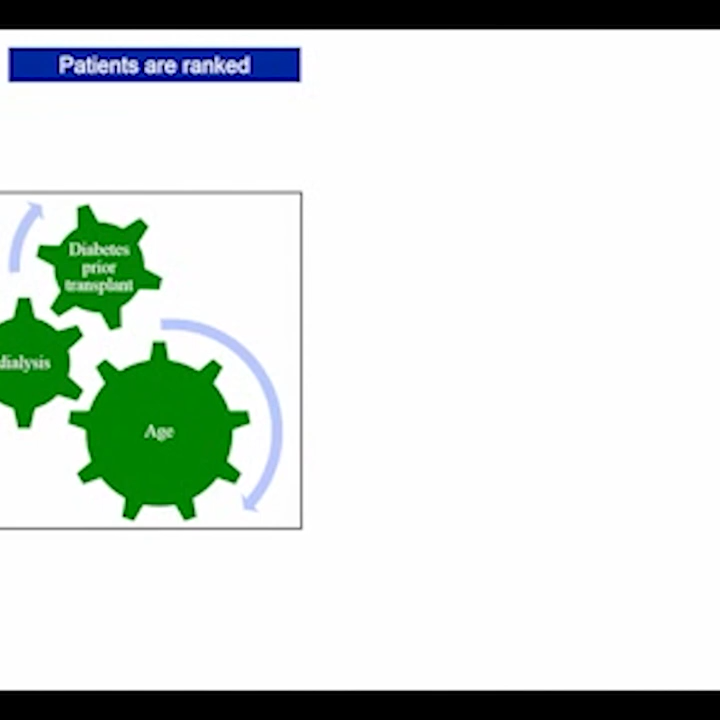 Patients are ranked
Diabetes
prior
transplant
dialysis
Age